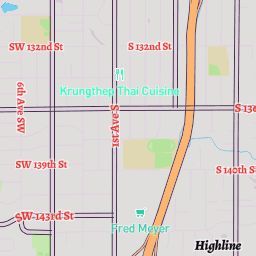 SW 132nd St
S 132nd St
Krungthep Thai Cuisine
6th Ave SW
1st Ave S
S 136
SW 139th St
S 140th St
SW 143rd St
Fred Meyer
Highline